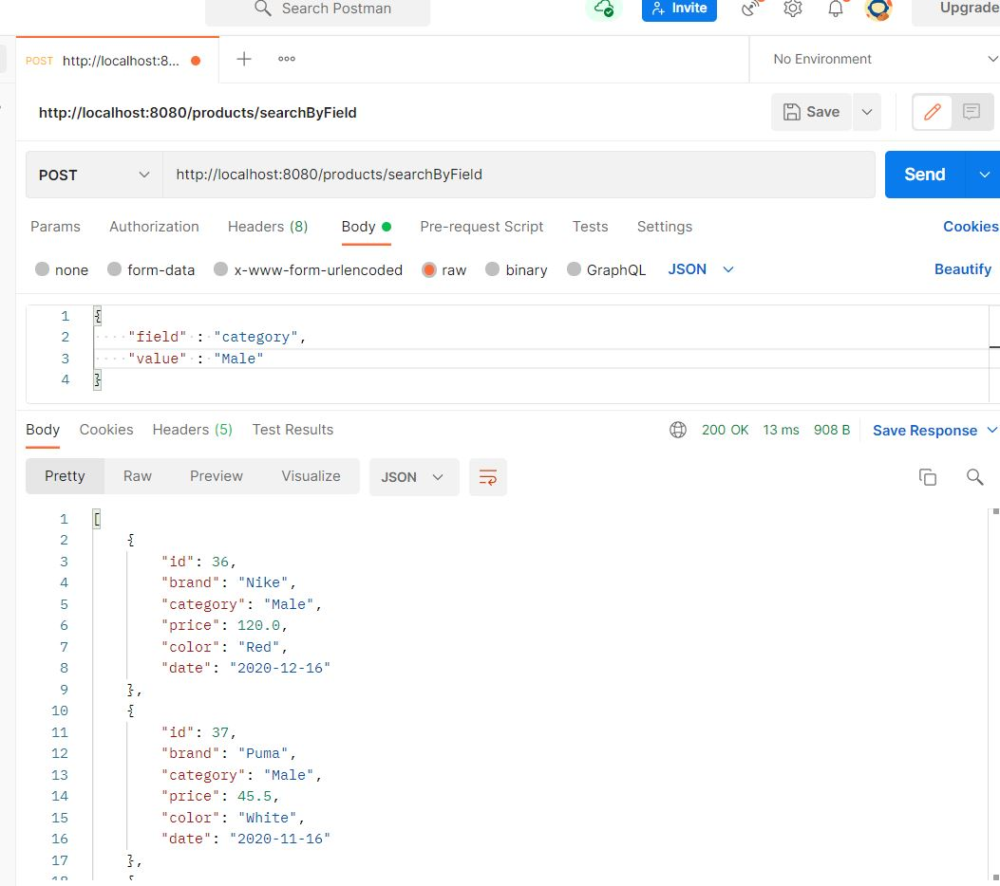 Search Postman
Invite
Upgrade
POST http://localhost:8...
No Environment
http://localhost:8080/products/searchByField
Save
POST http://localhost:8080/products/searchByField Send
Params Authorization Headers (8) Body Pre-request Script Tests Settings Cookies
none form-data x-www-form-urlencoded raw binary GraphQL JSON Beautify
1 {
2 "field" : "category",
3 "value" : "Male"
4 }
Body Cookies Headers (5) Test Results 200 OK 13 ms 908 B Save Response
Pretty Raw Preview Visualize JSON
1 [
2 {
3 "id": 36,
4 "brand": "Nike",
5 "category": "Male",
6 "price": 120.0,
7 "color": "Red",
8 "date": "2020-12-16"
9 },
10 {
11 "id": 37,
12 "brand": "Puma",
13 "category": "Male",
14 "price": 45.5,
15 "color": "White",
16 "date": "2020-11-16"
17 },
18 {